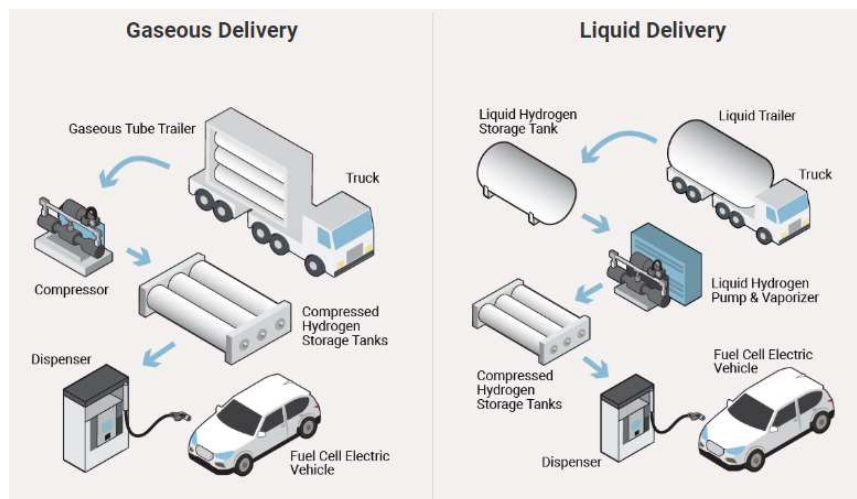 Gaseous Delivery
Gaseous Tube Trailer
Truck
Compressor
Compressed
Hydrogen
Storage Tanks
Dispenser
Fuel Cell Electric
Vehicle
Liquid Delivery
Liquid Hydrogen
Storage Tank
Liquid Trailer
Truck
Liquid Hydrogen
Pump & Vaporizer
Compressed
Hydrogen
Storage Tanks
Fuel Cell Electric
Vehicle
Dispenser